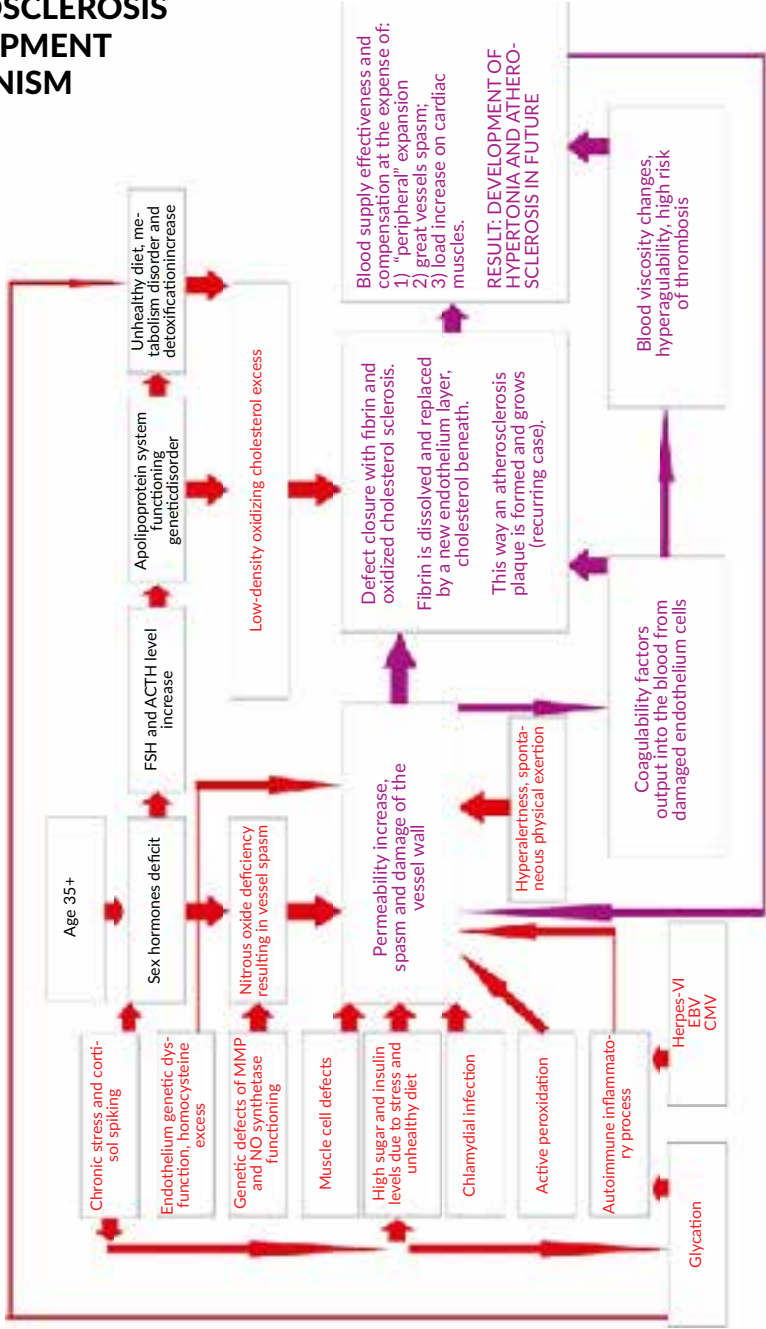 OSCLEROSIS
PMENT
NISM
Age 35+
Chronic stress and corti-
sol spiking
Sex hormones deficit
FSH and ACTH level
increase
Apolipoprotein system
functioning
geneticdisorder
Unhealthy diet, me-
tabolism disorder and
detoxificationincrease
Endothelium genetic dys-
function, homocysteine
excess
Genetic defects of MMP
and NO synthetase
functioning
Nitrous oxide deficiency
resulting in vessel spasm
Low-density oxidizing cholesterol excess
Muscle cell defects
High sugar and insulin
levels due to stress and
unhealthy diet
Chlamydial infection
Active peroxidation
Autoimmune inflammato-
ry process
Glycation
Herpes-VI
EBV
CMV
Permeability increase,
spasm and damage of the
vessel wall
Hyperalertness, sponta-
neous physical exertion
Defect closure with fibrin and
oxidized cholesterol sclerosis.
Fibrin is dissolved and replaced
by a new endothelium layer,
cholesterol beneath.
This way an atherosclerosis
plaque is formed and grows
(recurring case).
Blood supply effectiveness and
compensation at the expense of:
1) "peripheral" expansion
2) great vessels spasm;
3) load increase on cardiac
muscles.
RESULT: DEVELOPMENT OF
HYPERTONIA AND ATHERO-
SCLEROSIS IN FUTURE
Coagulability factors
output into the blood from
damaged endothelium cells
Blood viscosity changes,
hyperagulability, high risk
of thrombosis